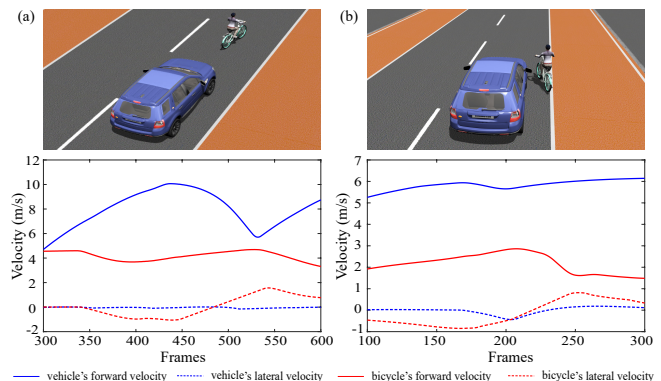 (a)
(b)
12
10
8
6
4
2
0
-2
Velocity (m/s)
300 350 400 450 500 550 600
Frames
7
6
5
4
3
2
1
0
-1
Velocity (m/s)
100 150 200 250 300
Frames
vehicle's forward velocity vehicle's lateral velocity bicycle's forward velocity bicycle's lateral velocity